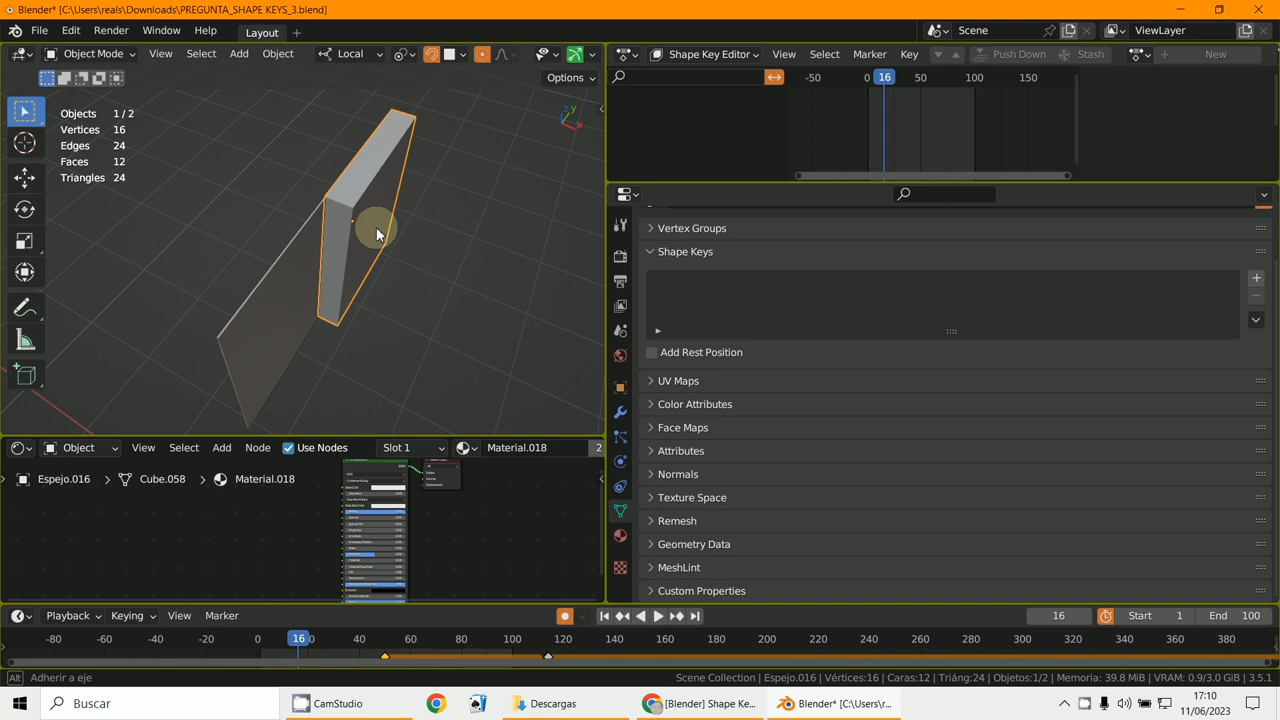 Blender* [C:\Users\reals\Downloads\PREGUNTA_SHAPE KEYS_3.blend]
File Edit Render Window Help Layout + Scene ViewLayer
Object Mode View Select Add Object Local
Shape Key Editor View Select Marker Key Push Down Stash + New
Options
-50 0 16 50 100 150
Objects 1 / 2
Vertices 16
Edges 24
Faces 12
Triangles 24
Z Y X
Vertex Groups
Shape Keys
Add Rest Position
UV Maps
Color Attributes
Face Maps
Attributes
Normals
Texture Space
Remesh
Geometry Data
MeshLint
Custom Properties
Object View Select Add Node Use Nodes Slot 1 Material.018 2
Espejo.016 > Cube.058 > Material.018
Playback Keying View Marker 16 Start 1 End 100
-80 -60 -40 -20 0 16 20 40 60 80 100 120 140 160 180 200 220 240 260 280 300 320 340 360 380
Alt Adherir a eje Scene Collection | Espejo.016 | Vértices:16 | Caras:12 | Triáng:24 | Objetos:1/2 | Memoria: 39.8 MiB | VRAM: 0.9/3.0 GiB | 3.5.1
Buscar CamStudio Descargas [Blender] Shape Ke... Blender* [C:\Users\r...
17:10
11/06/2023